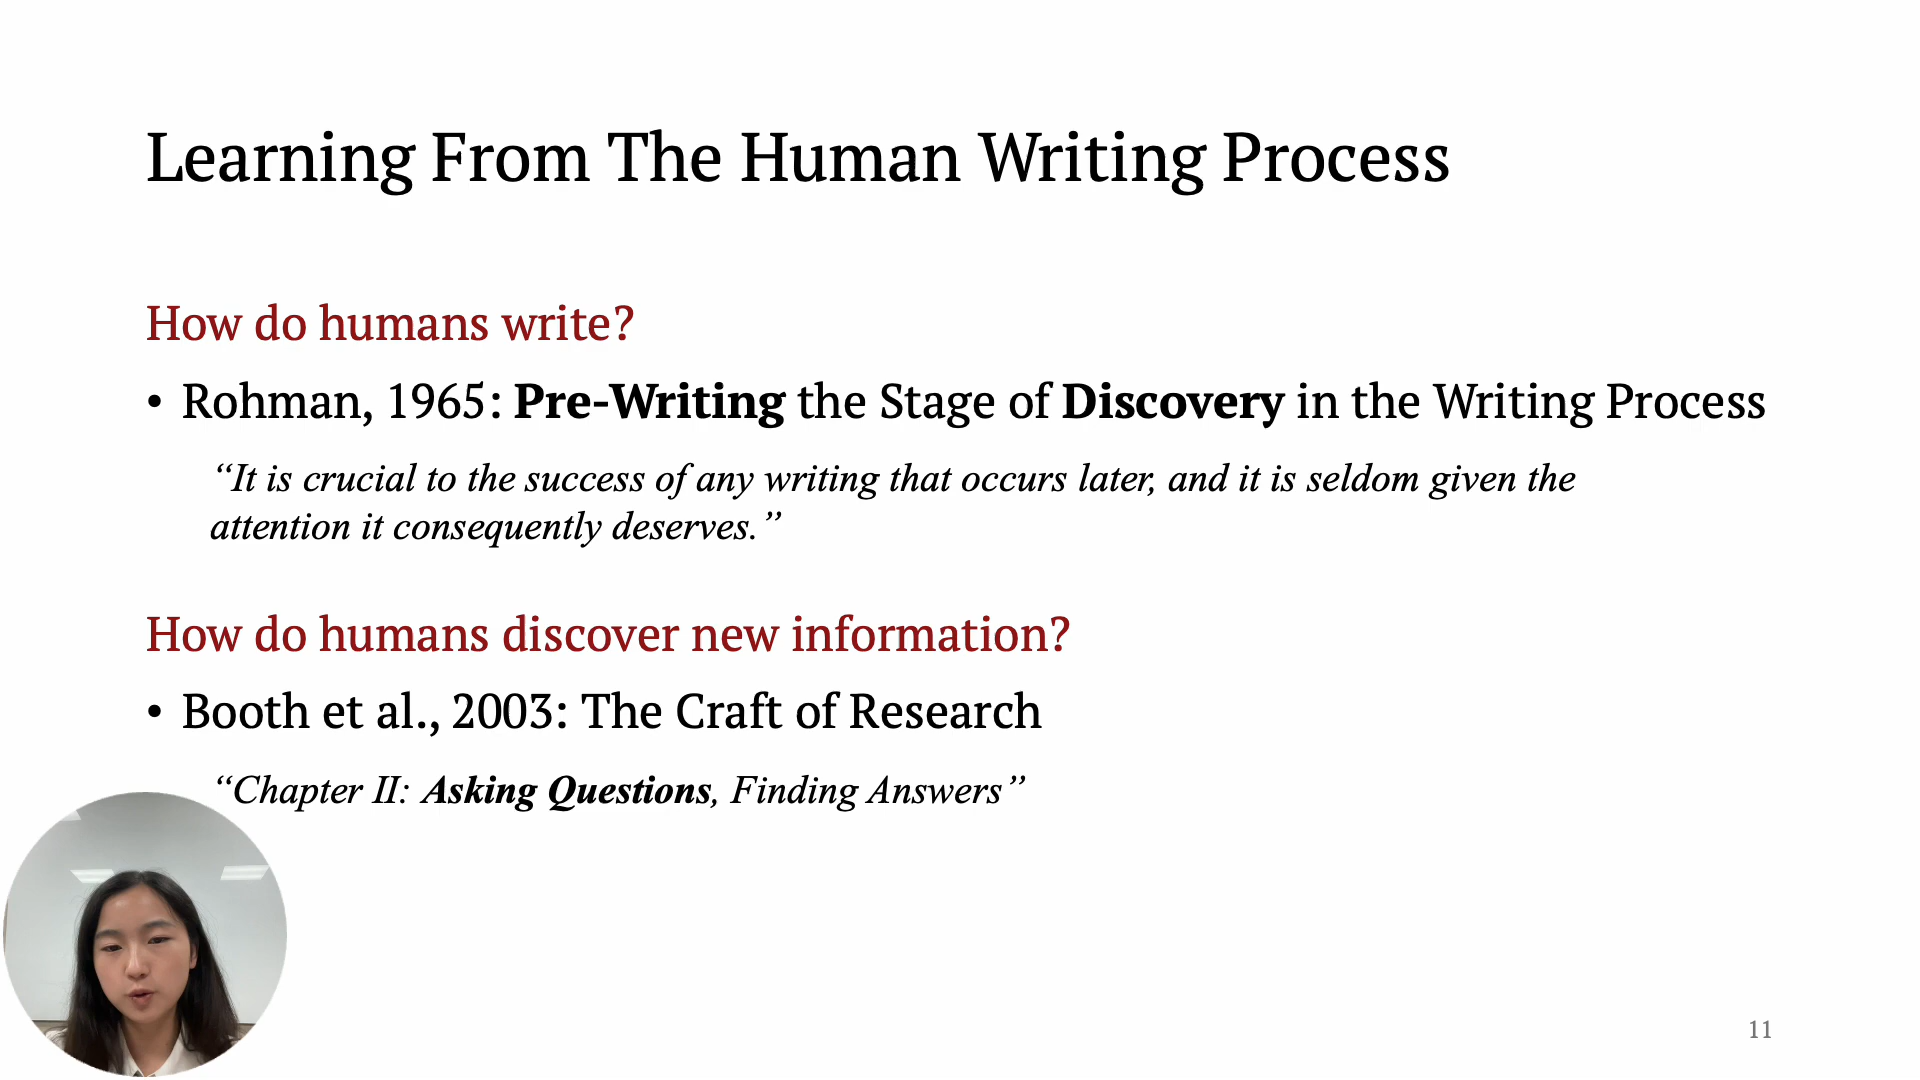 Learning From The Human Writing Process
How do humans write?
• Rohman, 1965: Pre-Writing the Stage of Discovery in the Writing Process
“It is crucial to the success of any writing that occurs later, and it is seldom given the
attention it consequently deserves.”
How do humans discover new information?
• Booth et al., 2003: The Craft of Research
“Chapter II: Asking Questions, Finding Answers”
11